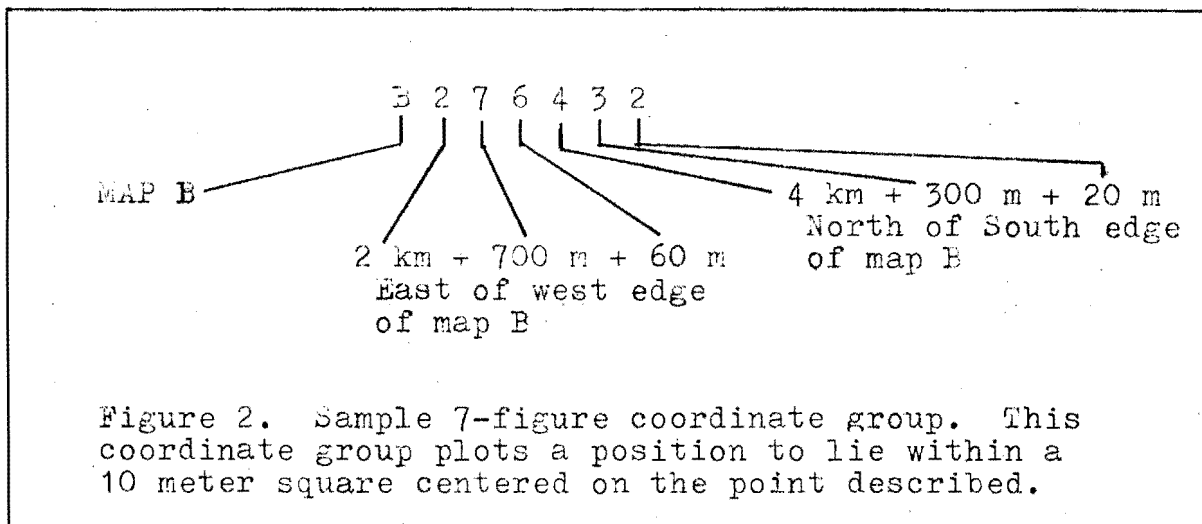 B 2 7 6 4 3 2
MAP B
4 km + 300 m + 20 m
North of South edge
of map B
2 km + 700 m + 60 m
East of west edge
of map B
Figure 2. Sample 7-figure coordinate group. This
coordinate group plots a position to lie within a
10 meter square centered on the point described.